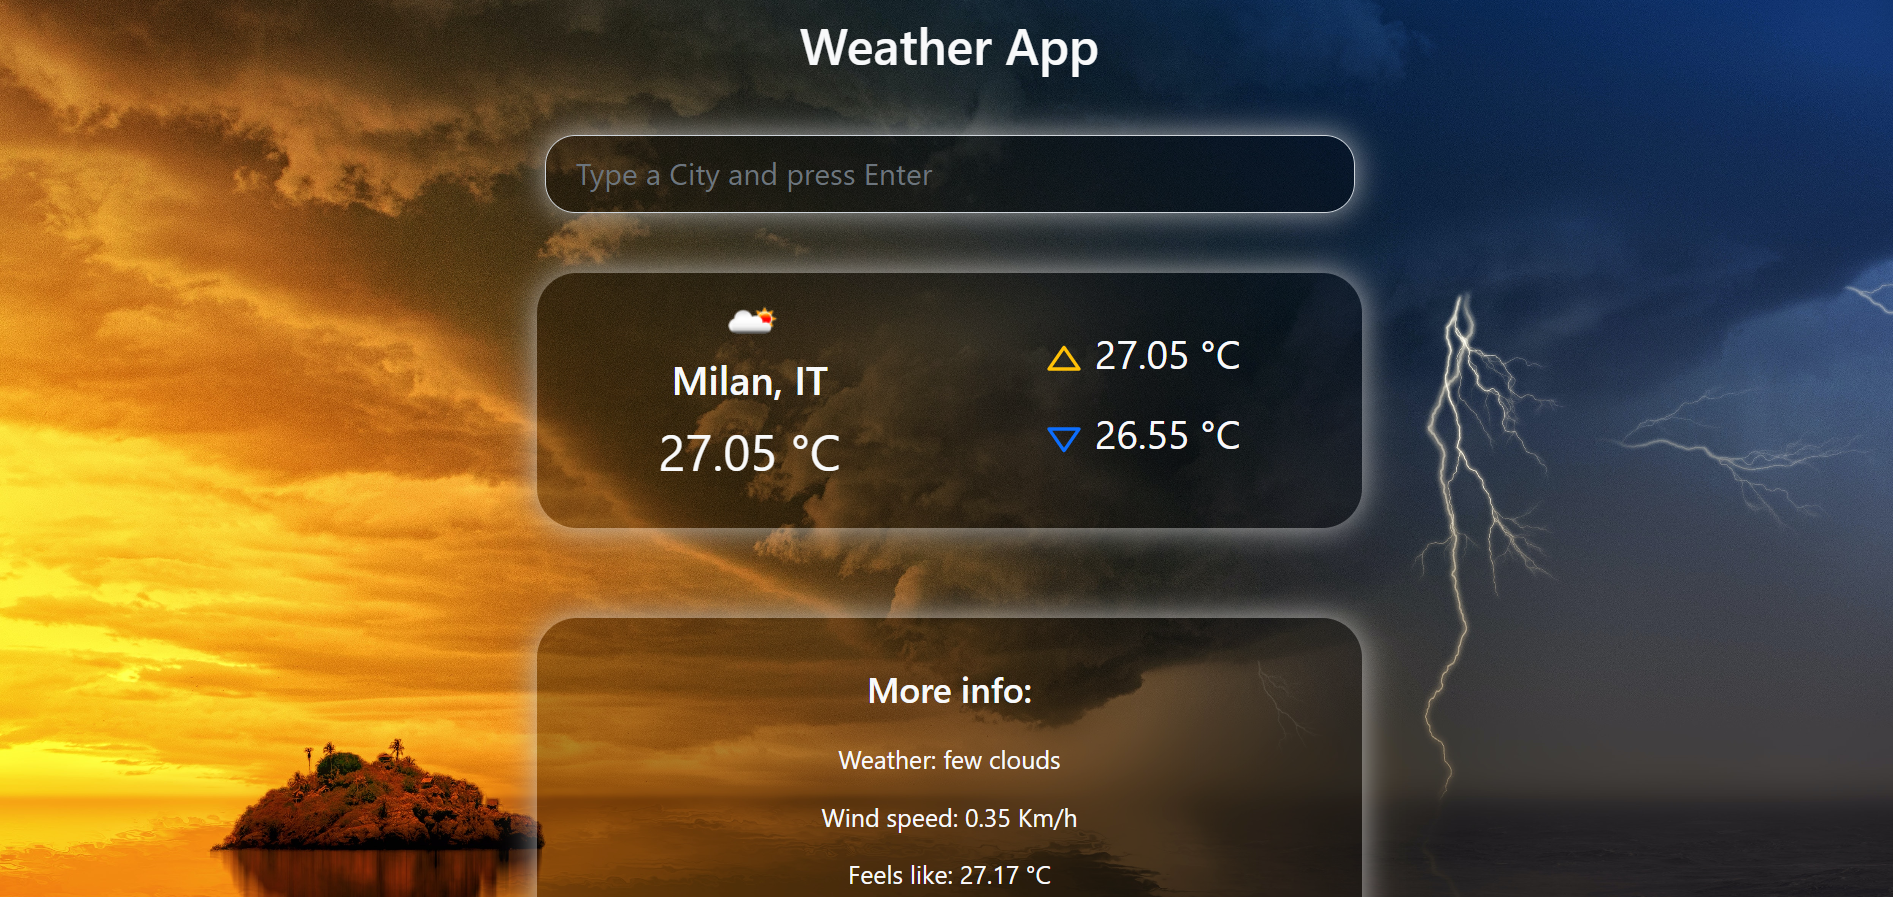 Weather App
Type a City and press Enter
Milan, IT
27.05 °C
27.05 °C
26.55 °C
More info:
Weather: few clouds
Wind speed: 0.35 Km/h
Feels like: 27.17 °C